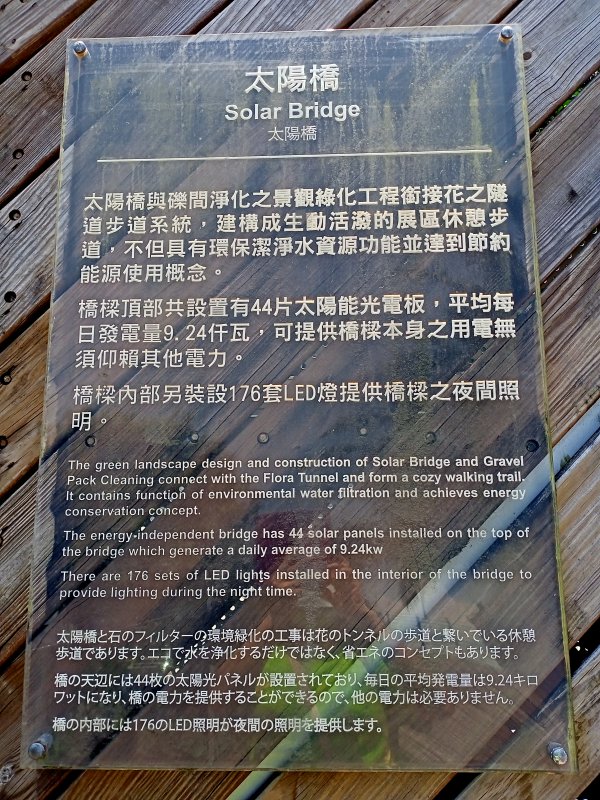 太陽橋
Solar Bridge
太陽橋
太陽橋與礫間淨化之景觀綠化工程銜接花之隧
道步道系統，建構成生動活潑的展區休憩步
道，不但具有環保潔淨水資源功能並達到節約
能源使用概念。
橋樑頂部共設置有44片太陽能光電板，平均每
日發電量9.24仟瓦，可提供橋樑本身之用電無
須仰賴其他電力。
橋樑內部另裝設176套LED燈提供橋樑之夜間照
明。
The green landscape design and construction of Solar Bridge and Gravel
Pack Cleaning connect with the Flora Tunnel and form a cozy walking trail.
It contains function of environmental water filtration and achieves energy
conservation concept.
The energy-independent bridge has 44 solar panels installed on the top of
the bridge which generate a daily average of 9.24kw
There are 176 sets of LED lights installed in the interior of the bridge to
provide lighting during the night time.
太陽橋と石のフィルターの環境緑化の工事は花のトンネルの歩道と繋いでいる休憩
歩道であります。エコで水を浄化するだけではなく、省エネのコンセプトもあります。
橋の天辺には44枚の太陽光パネルが設置されており、毎日の平均発電量は9.24キロ
ワットになり、橋の電力を提供することができるので、他の電力は必要ありません。
橋の内部には176のLED照明が夜間の照明を提供します。